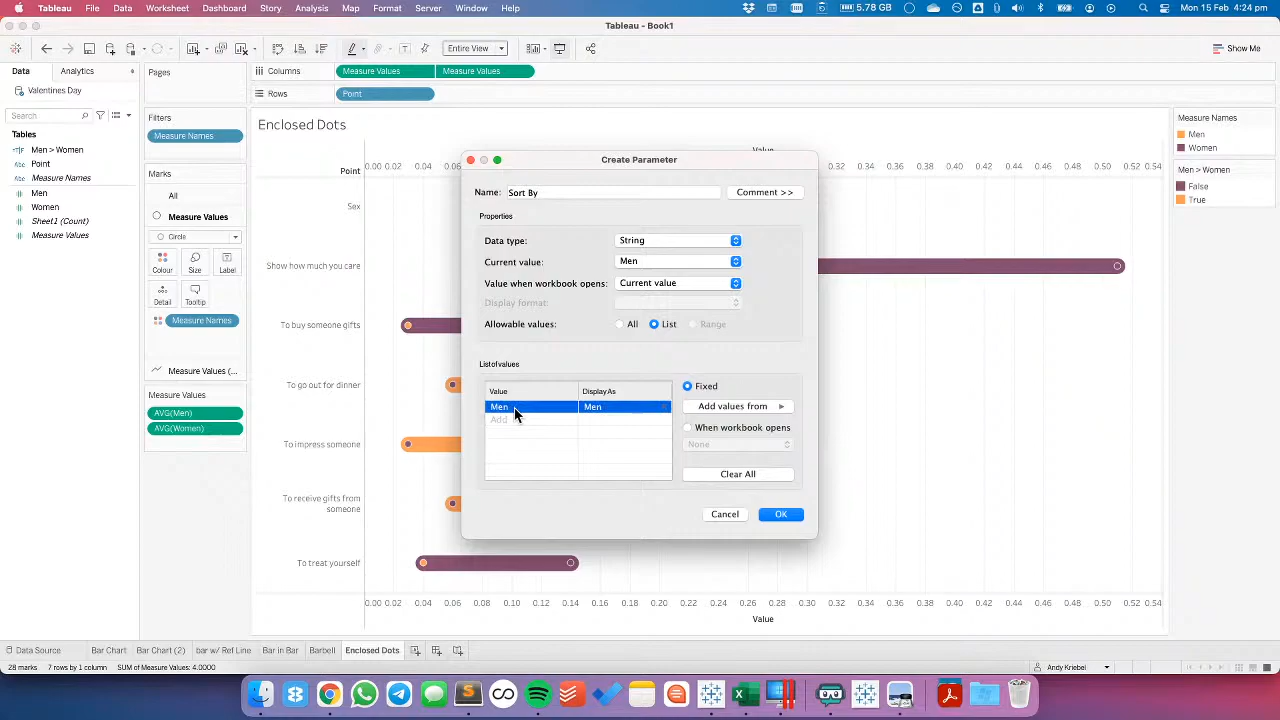 Tableau File Data Worksheet Dashboard Story Analysis Map Format Server Window Help 5.78 GB Mon 15 Feb 4:24 pm
Tableau - Book1
Entire View Show Me
Data Analytics Pages Columns Measure Values Measure Values
Valentines Day Rows Point
Search
Tables
Men > Women
Point
Measure Names
Men
Women
Sheet1 (Count)
Measure Values
Filters
Measure Names
Marks
All
Measure Values
Circle
Colour Size Label
Detail Tooltip
Measure Names
Measure Values (...
Measure Values
AVG(Men)
AVG(Women)
Enclosed Dots
Value
Point 0.00 0.02 0.04 0.06 0.32 0.34 0.36 0.38 0.40 0.42 0.44 0.46 0.48 0.50 0.52 0.54
Sex
Show how much you care
To buy someone gifts
To go out for dinner
To impress someone
To receive gifts from
someone
To treat yourself
0.00 0.02 0.04 0.06 0.08 0.10 0.12 0.14 0.16 0.18 0.20 0.22 0.24 0.26 0.28 0.30 0.32 0.34 0.36 0.38 0.40 0.42 0.44 0.46 0.48 0.50 0.52 0.54
Value
Create Parameter
Name: Sort By Comment >>
Properties
Data type: String
Current value: Men
Value when workbook opens: Current value
Display format:
Allowable values: All List Range
List of values
Value Display As
Men Men
Add
Fixed
Add values from
When workbook opens
None
Clear All
Cancel OK
Measure Names
Men
Women
Men > Women
False
True
Data Source Bar Chart Bar Chart (2) bar w/ Ref Line Bar in Bar Barbell Enclosed Dots
28 marks 7 rows by 1 column SUM of Measure Values: 4.0000 Andy Kriebel